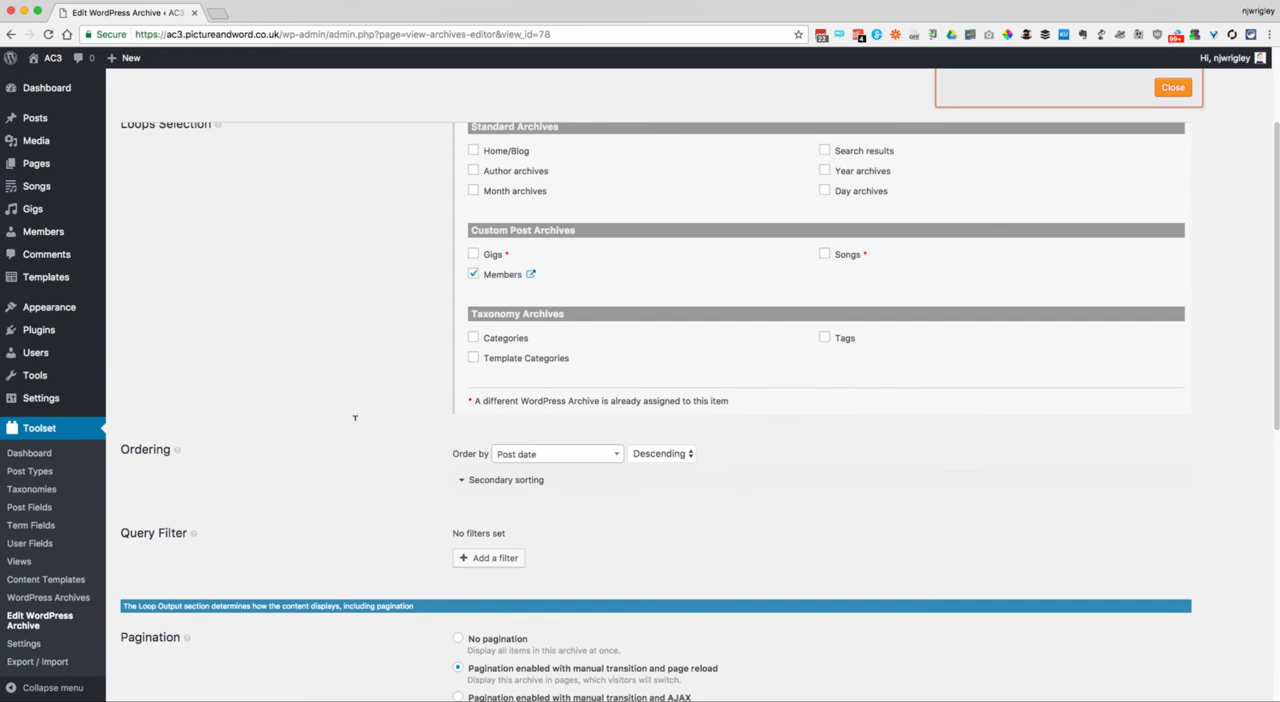 Edit WordPress Archive ‹ AC3
njwrigley
Secure
https://ac3.pictureandword.co.uk/wp-admin/admin.php?page=view-archives-editor&view_id=78
22
4
OFF
KU
99+
AC3
0
+ New
Hi, njwrigley
Dashboard
Posts
Media
Pages
Songs
Gigs
Members
Comments
Templates
Appearance
Plugins
Users
Tools
Settings
Toolset
Dashboard
Post Types
Taxonomies
Post Fields
Term Fields
User Fields
Views
Content Templates
WordPress Archives
Edit WordPress
Archive
Settings
Export / Import
Collapse menu
Close
Loops Selection
Standard Archives
Home/Blog
Search results
Author archives
Year archives
Month archives
Day archives
Custom Post Archives
Gigs *
Songs *
Members
Taxonomy Archives
Categories
Tags
Template Categories
* A different WordPress Archive is already assigned to this item
Ordering
Order by
Post date
Descending
Secondary sorting
Query Filter
No filters set
+ Add a filter
The Loop Output section determines how the content displays, including pagination
Pagination
No pagination
Display all items in this archive at once.
Pagination enabled with manual transition and page reload
Display this archive in pages, which visitors will switch.
Pagination enabled with manual transition and AJAX